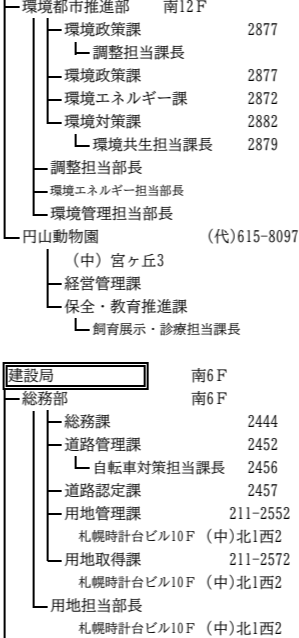 環境都市推進部 南12F
環境政策課 2877
調整担当課長
環境政策課 2877
環境エネルギー課 2872
環境対策課 2882
環境共生担当課長 2879
調整担当部長
環境エネルギー担当部長
環境管理担当部長
円山動物園 (代)615-8097
(中) 宮ヶ丘3
経営管理課
保全・教育推進課
飼育展示・診療担当課長
建設局 南6F
総務部 南6F
総務課 2444
道路管理課 2452
自転車対策担当課長 2456
道路認定課 2457
用地管理課 211-2552
札幌時計台ビル10F (中)北1西2
用地取得課 211-2572
札幌時計台ビル10F (中)北1西2
用地担当部長
札幌時計台ビル10F (中)北1西2